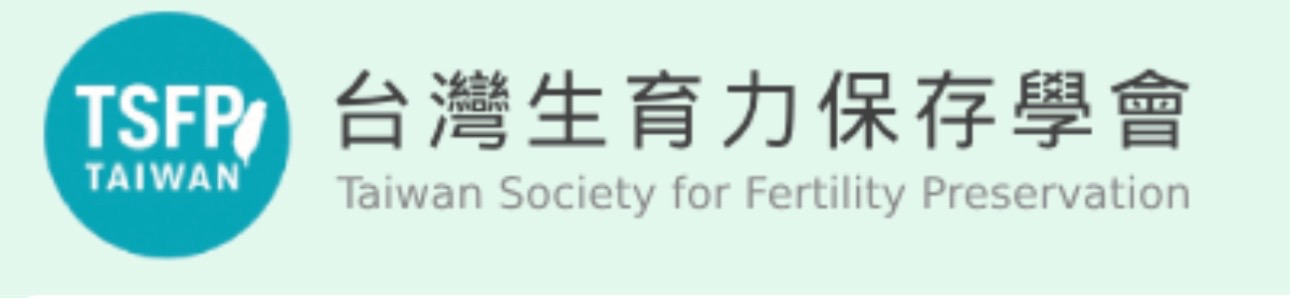 TSFP
TAIWAN
台灣生育力保存學會
Taiwan Society for Fertility Preservation